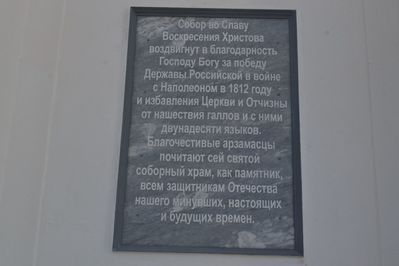 Собор во Славу
Воскресения Христова
воздвигнут в благодарность
Господу Богу за победу
Державы Российской в войне
с Наполеоном в 1812 году
и избавления Церкви и Отчизны
от нашествия галлов и с ними
двунадесяти языков.
Благочестивые арзамасцы
почитают сей святой
соборный храм, как памятник,
всем защитникам Отечества
нашего минувших, настоящих
и будущих времен.